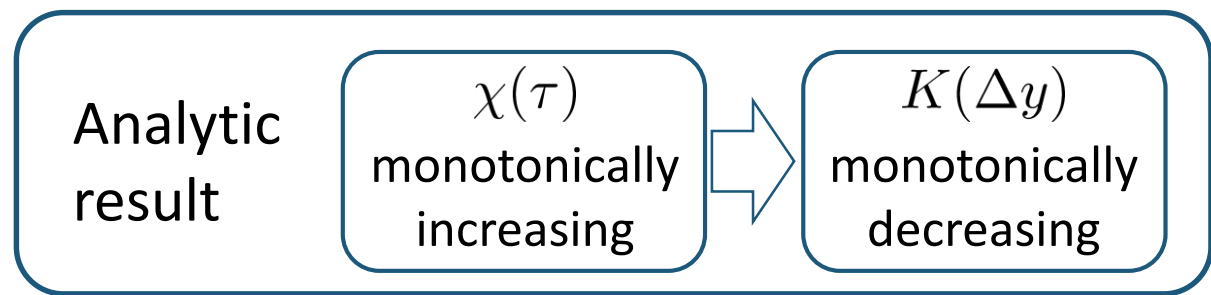 Analytic
result
χ(τ)
monotonically
increasing
K(Δy)
monotonically
decreasing